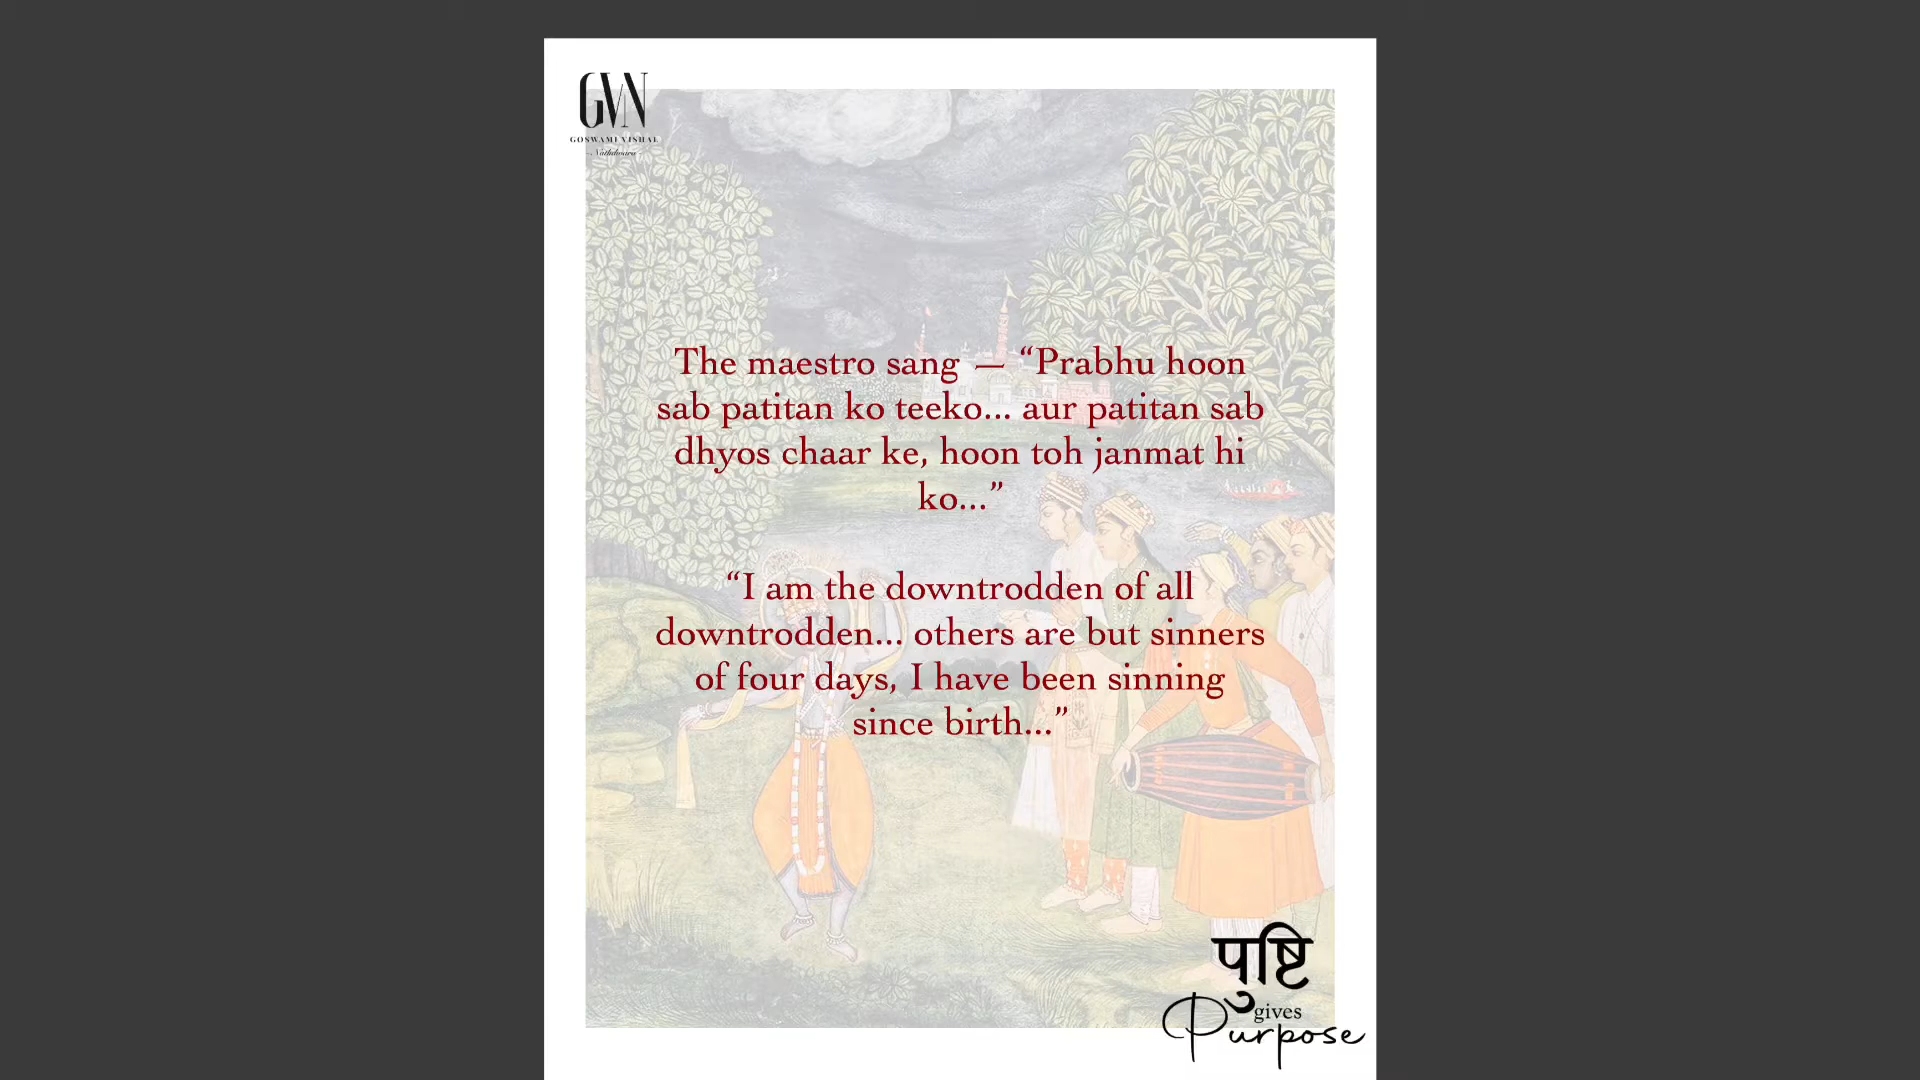 GVN
GOSWAMI VISHAL
Nathdwara
The maestro sang — “Prabhu hoon
sab patitan ko teeko... aur patitan sab
dhyos chaar ke, hoon toh janmat hi
ko...”
“I am the downtrodden of all
downtrodden... others are but sinners
of four days, I have been sinning
since birth...”
पुष्टि
gives
Purpose